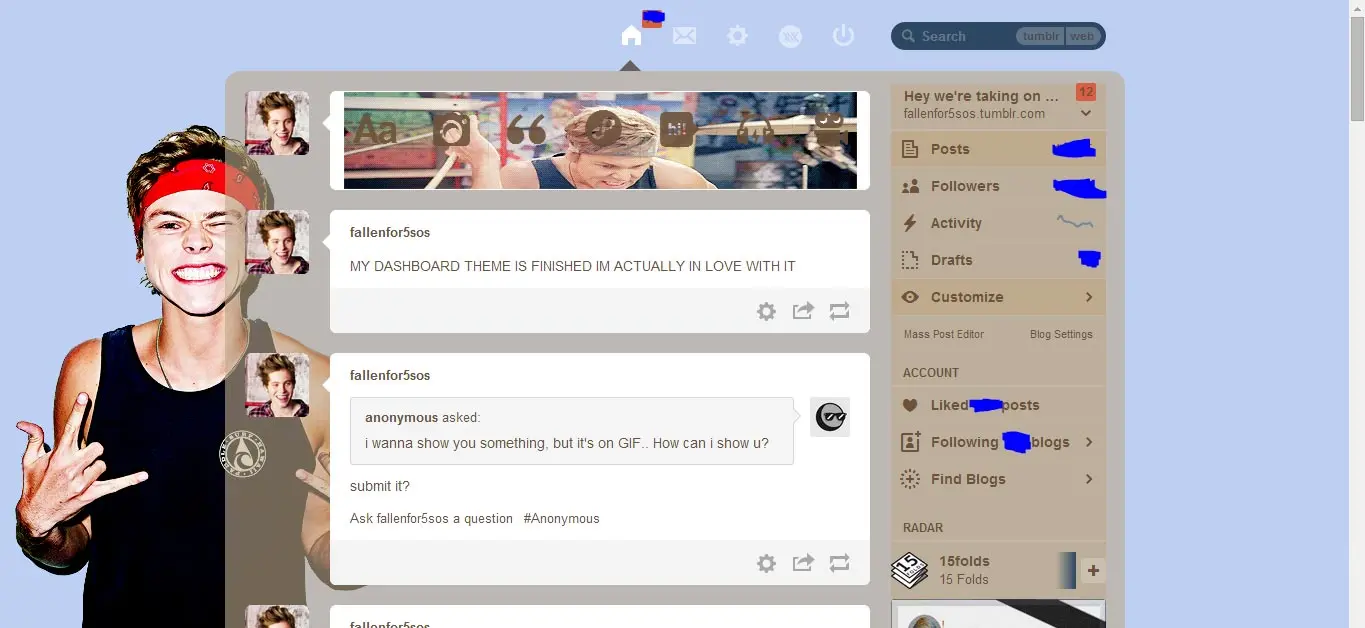 Search tumblr web
Aa
Hi!
Hey we're taking on ... 12
fallenfor5sos.tumblr.com
Posts
Followers
Activity
Drafts
Customize
Mass Post Editor Blog Settings
ACCOUNT
Liked posts
Following blogs
Find Blogs
RADAR
15folds
15 Folds
fallenfor5sos
MY DASHBOARD THEME IS FINISHED IM ACTUALLY IN LOVE WITH IT
fallenfor5sos
anonymous asked:
i wanna show you something, but it's on GIF.. How can i show u?
submit it?
Ask fallenfor5sos a question #Anonymous
fallenfor5sos